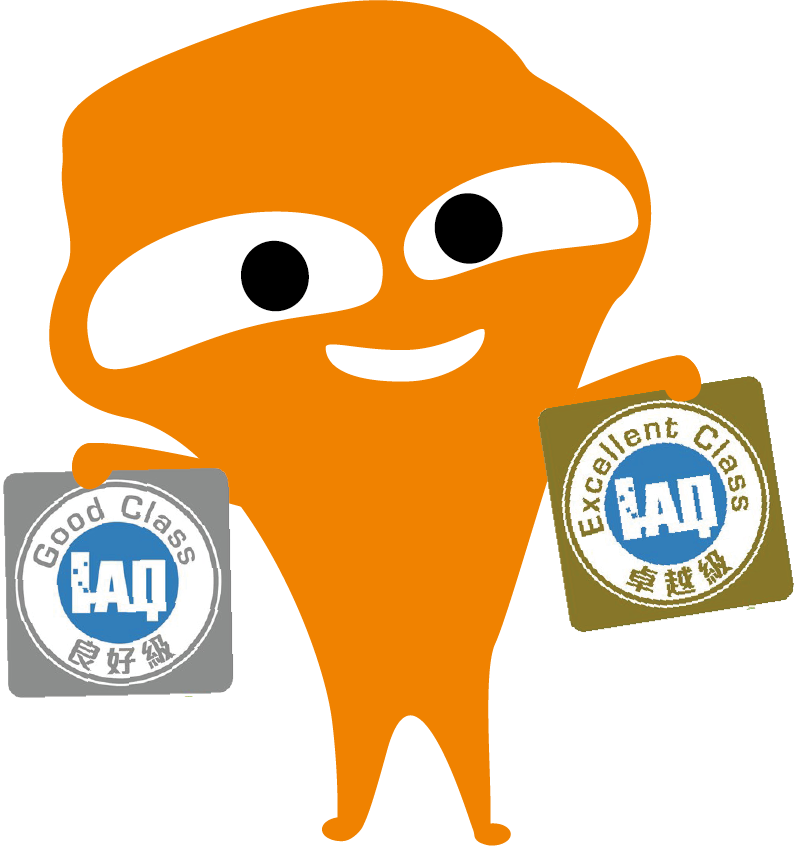 Good Class
IAQ
良好級
Excellent Class
IAQ
卓越級